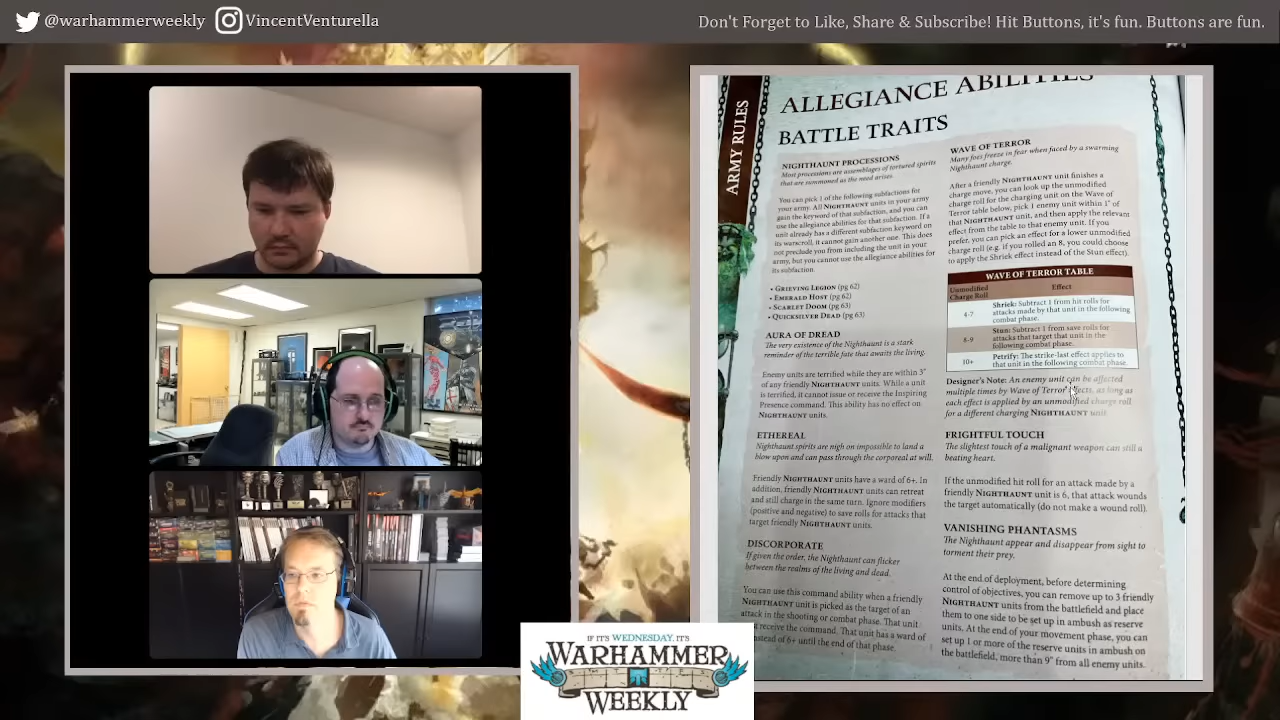 @warhammerweekly VincentVenturella
Don't Forget to Like, Share & Subscribe! Hit Buttons, it's fun. Buttons are fun.
ARMY RULES
ALLEGIANCE ABILITIES
BATTLE TRAITS
NIGHTHAUNT PROCESSIONS
Most processions are assemblages of tortured spirits
that are summoned as the need arises.
You can pick 1 of the following subfactions for
your army. All NIGHTHAUNT units in your army
gain the keyword of that subfaction, and you can
use the allegiance abilities for that subfaction. If a
unit already has a different subfaction keyword on
its warscroll, it cannot gain another one. This does
not preclude you from including the unit in your
army, but you cannot use the allegiance abilities for
its subfaction.
• GRIEVING LEGION (pg 62)
• EMERALD HOST (pg 62)
• SCARLET DOOM (pg 63)
• QUICKSILVER DEAD (pg 63)
AURA OF DREAD
The very existence of the Nighthaunt is a stark
reminder of the terrible fate that awaits the living.
Enemy units are terrified while they are within 3"
of any friendly NIGHTHAUNT units. While a unit
is terrified, it cannot issue or receive the Inspiring
Presence command. This ability has no effect on
NIGHTHAUNT units.
ETHEREAL
Nighthaunt spirits are nigh on impossible to land a
blow upon and can pass through the corporeal at will.
Friendly NIGHTHAUNT units have a ward of 6+. In
addition, friendly NIGHTHAUNT units can retreat
and still charge in the same turn. Ignore modifiers
(positive and negative) to save rolls for attacks that
target friendly NIGHTHAUNT units.
DISCORPORATE
If given the order, the Nighthaunt can flicker
between the realms of the living and dead.
You can use this command ability when a friendly
NIGHTHAUNT unit is picked as the target of an
attack in the shooting or combat phase. That unit
receive the command. That unit has a ward of
instead of 6+ until the end of that phase.
WAVE OF TERROR
Many foes freeze in fear when faced by a swarming
Nighthaunt charge.
After a friendly NIGHTHAUNT unit finishes a
charge move, you can look up the unmodified
charge roll for the charging unit on the Wave of
Terror table below, pick 1 enemy unit within 1" of
that NIGHTHAUNT unit, and then apply the relevant
effect from the table to that enemy unit. If you
prefer, you can pick an effect for a lower unmodified
charge roll (e.g. if you rolled an 8, you could choose
to apply the Shriek effect instead of the Stun effect).
WAVE OF TERROR TABLE
Unmodified Charge Roll Effect
4-7 Shriek: Subtract 1 from hit rolls for
attacks made by that unit in the following
combat phase.
8-9 Stun: Subtract 1 from save rolls for
attacks that target that unit in the
following combat phase.
10+ Petrify: The strike-last effect applies to
that unit in the following combat phase.
Designer's Note: An enemy unit can be affected
multiple times by Wave of Terror effects, as long as
each effect is applied by an unmodified charge roll
for a different charging NIGHTHAUNT unit
FRIGHTFUL TOUCH
The slightest touch of a malignant weapon can still a
beating heart.
If the unmodified hit roll for an attack made by a
friendly NIGHTHAUNT unit is 6, that attack wounds
the target automatically (do not make a wound roll).
VANISHING PHANTASMS
The Nighthaunt appear and disappear from sight to
torment their prey.
At the end of deployment, before determining
control of objectives, you can remove up to 3 friendly
NIGHTHAUNT units from the battlefield and place
them to one side to be set up in ambush as reserve
units. At the end of your movement phase, you can
set up 1 or more of the reserve units in ambush on
the battlefield, more than 9" from all enemy units.
IF IT'S WEDNESDAY, IT'S
WARHAMMER
WEEKLY